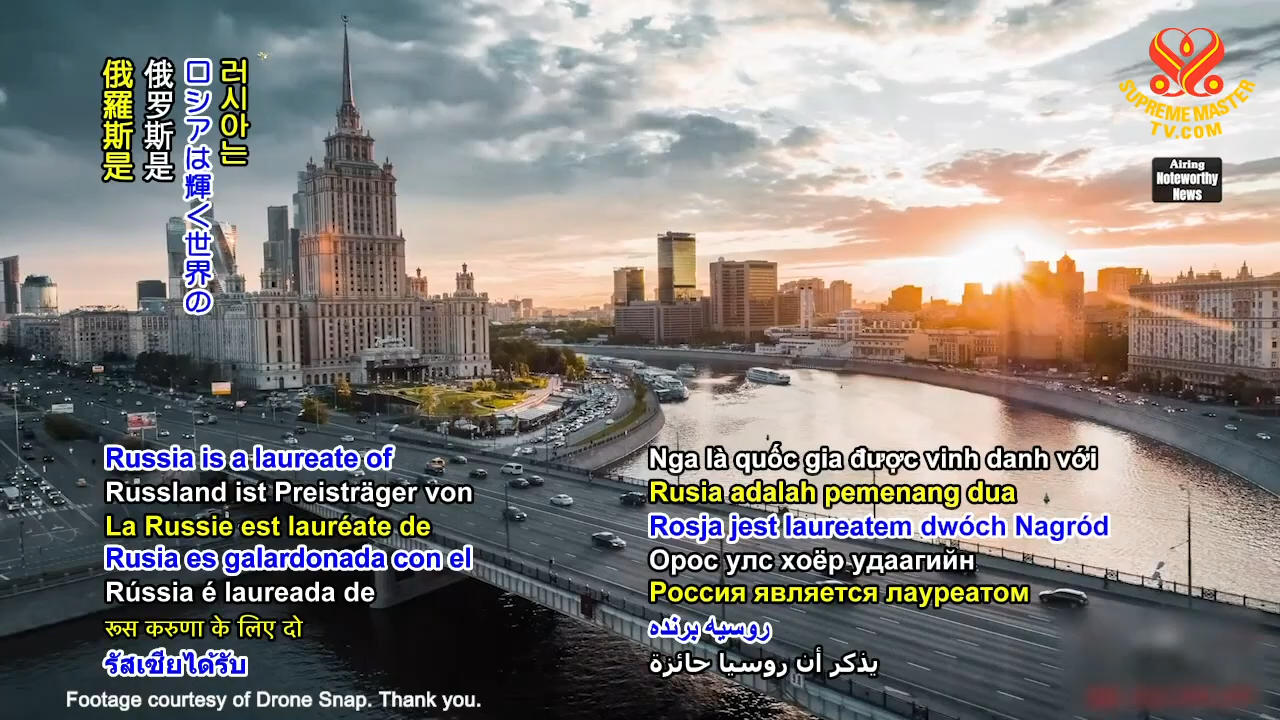 러시아는
ロシアは輝く世界の
俄罗斯是
俄羅斯是
SUPREME MASTER
TV.COM
Airing
Noteworthy
News
Russia is a laureate of
Russland ist Preisträger von
La Russie est lauréate de
Rusia es galardonada con el
Rússia é laureada de
रूस करुणा के लिए दो
รัสเซียได้รับ
Nga là quốc gia được vinh danh với
Rusia adalah pemenang dua
Rosja jest laureatem dwóch Nagród
Орос улс хоёр удаагийн
Россия является лауреатом
روسیه برنده
يذكر أن روسيا حائزة
Footage courtesy of Drone Snap. Thank you.